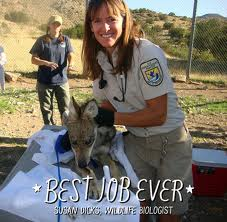 *BEST JOB EVER*
SUSAN DICKS, WILDLIFE BIOLOGIST